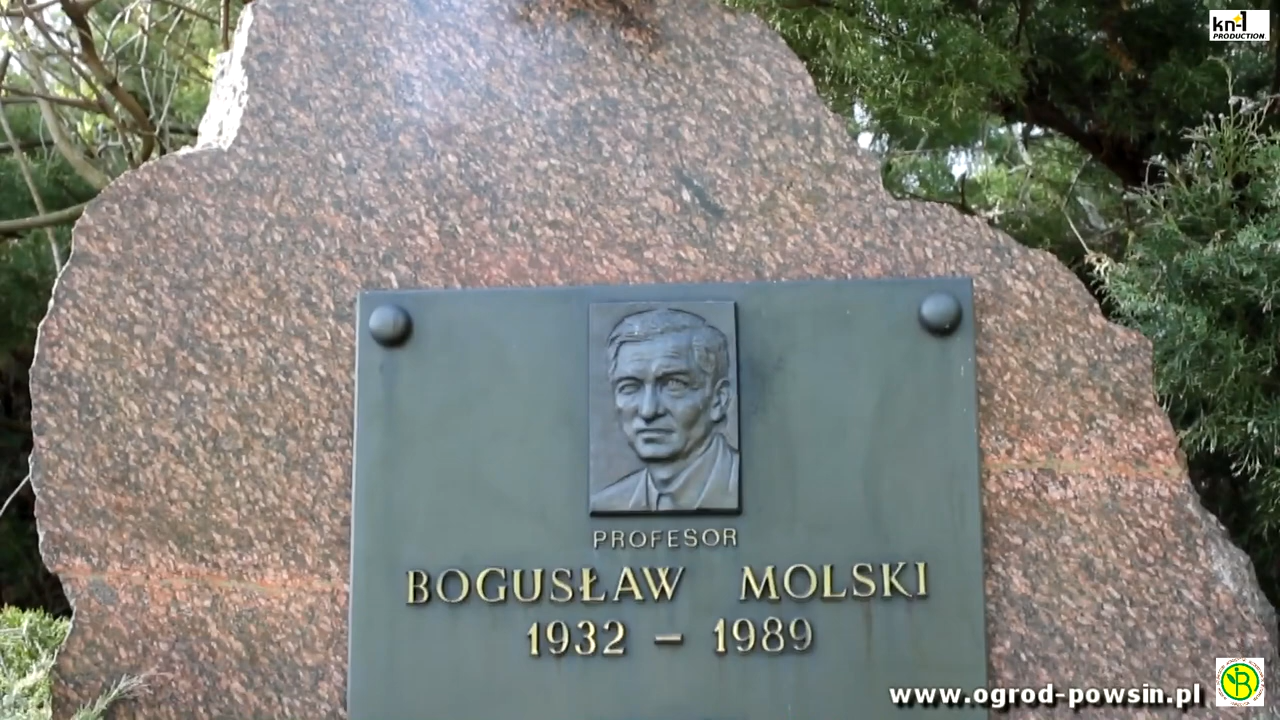 kn-1
PRODUCTION
PROFESOR
BOGUSŁAW MOLSKI
1932 – 1989
www.ogrod-powsin.pl